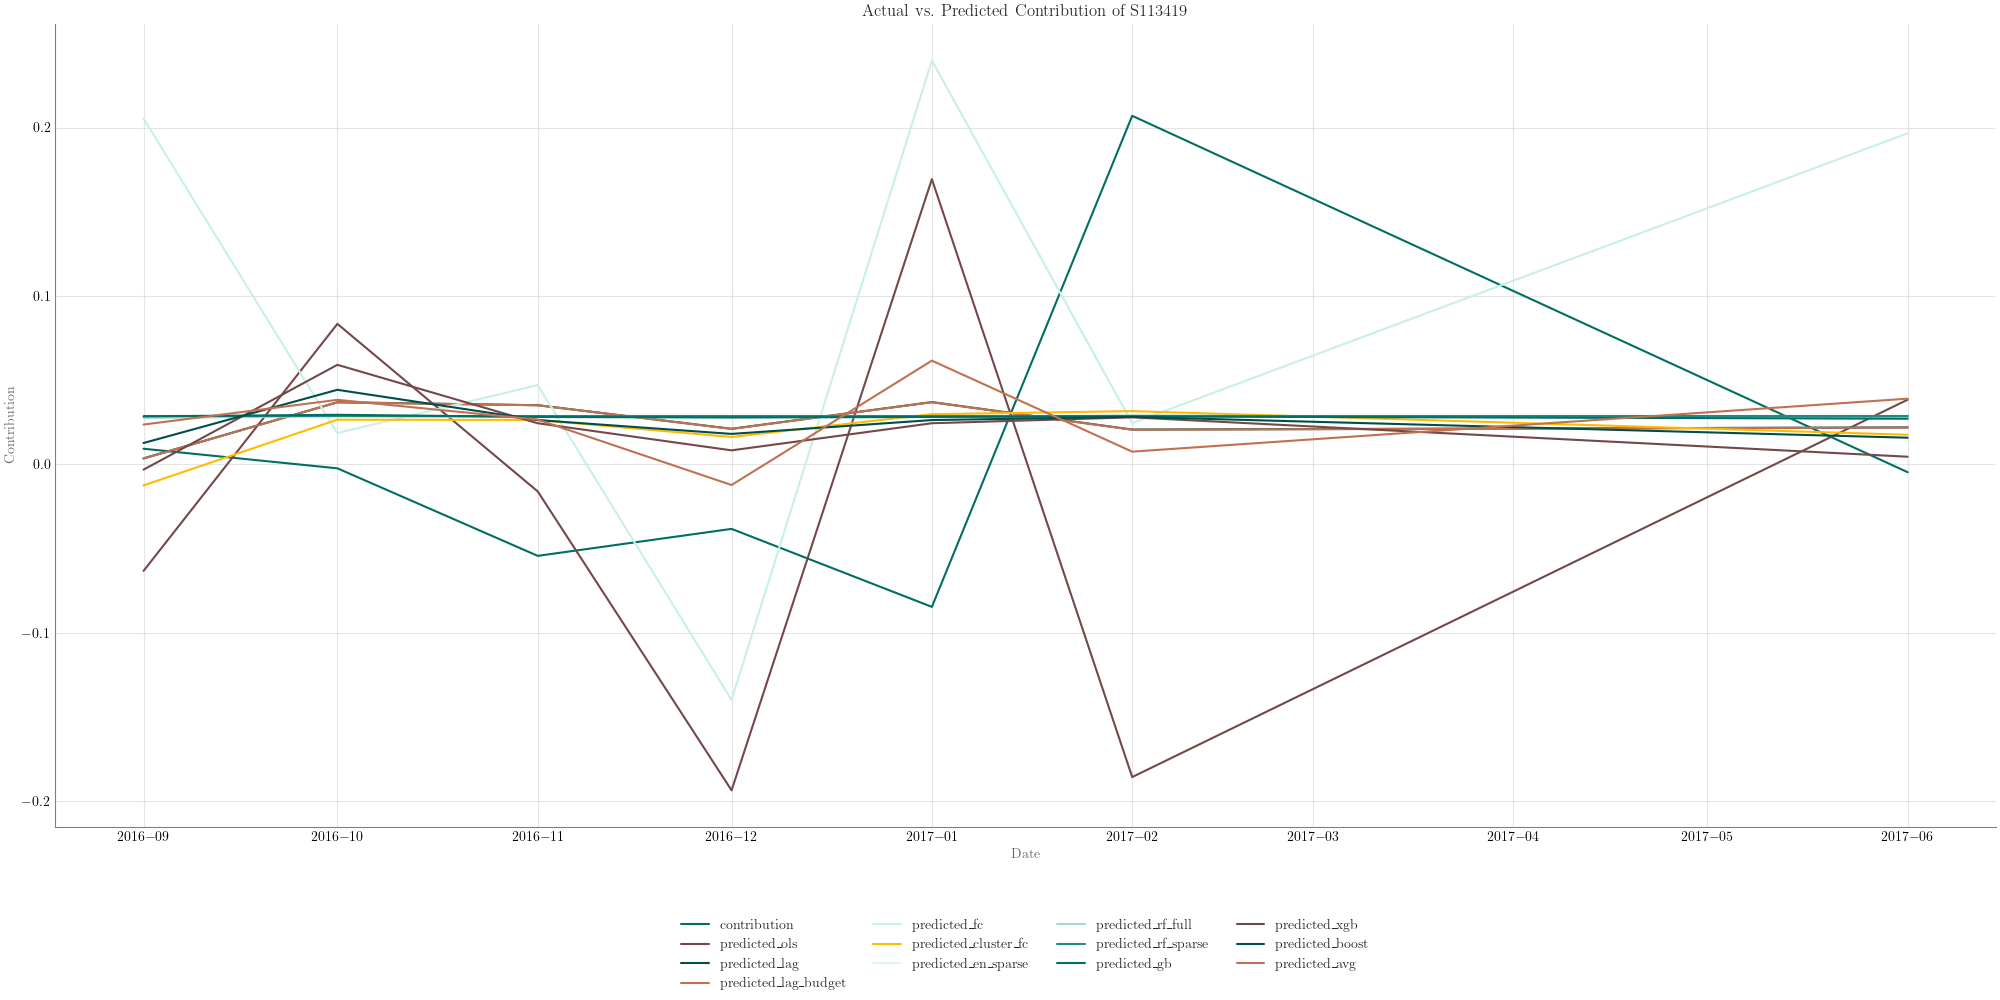 Actual vs. Predicted Contribution of S113419
Contribution
0.2
0.1
0.0
−0.1
−0.2
2016−09 2016−10 2016−11 2016−12 2017−01 2017−02 2017−03 2017−04 2017−05 2017−06
Date
contribution predicted_fc predicted_rf_full predicted_xgb
predicted_ols predicted_cluster_fc predicted_rf_sparse predicted_boost
predicted_lag predicted_en_sparse predicted_gb predicted_avg
predicted_lag_budget